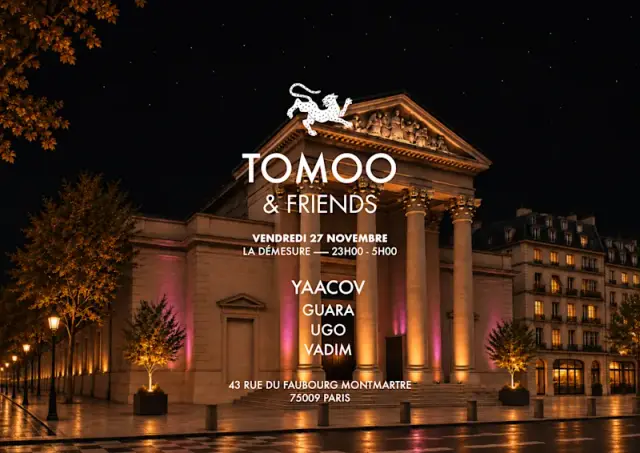 TOMOO
& FRIENDS
VENDREDI 27 NOVEMBRE
LA DÉMESURE — 23H00 - 5H00
YAACOV
GUARA
UGO
VADIM
43 RUE DU FAUBOURG MONTMARTRE
75009 PARIS